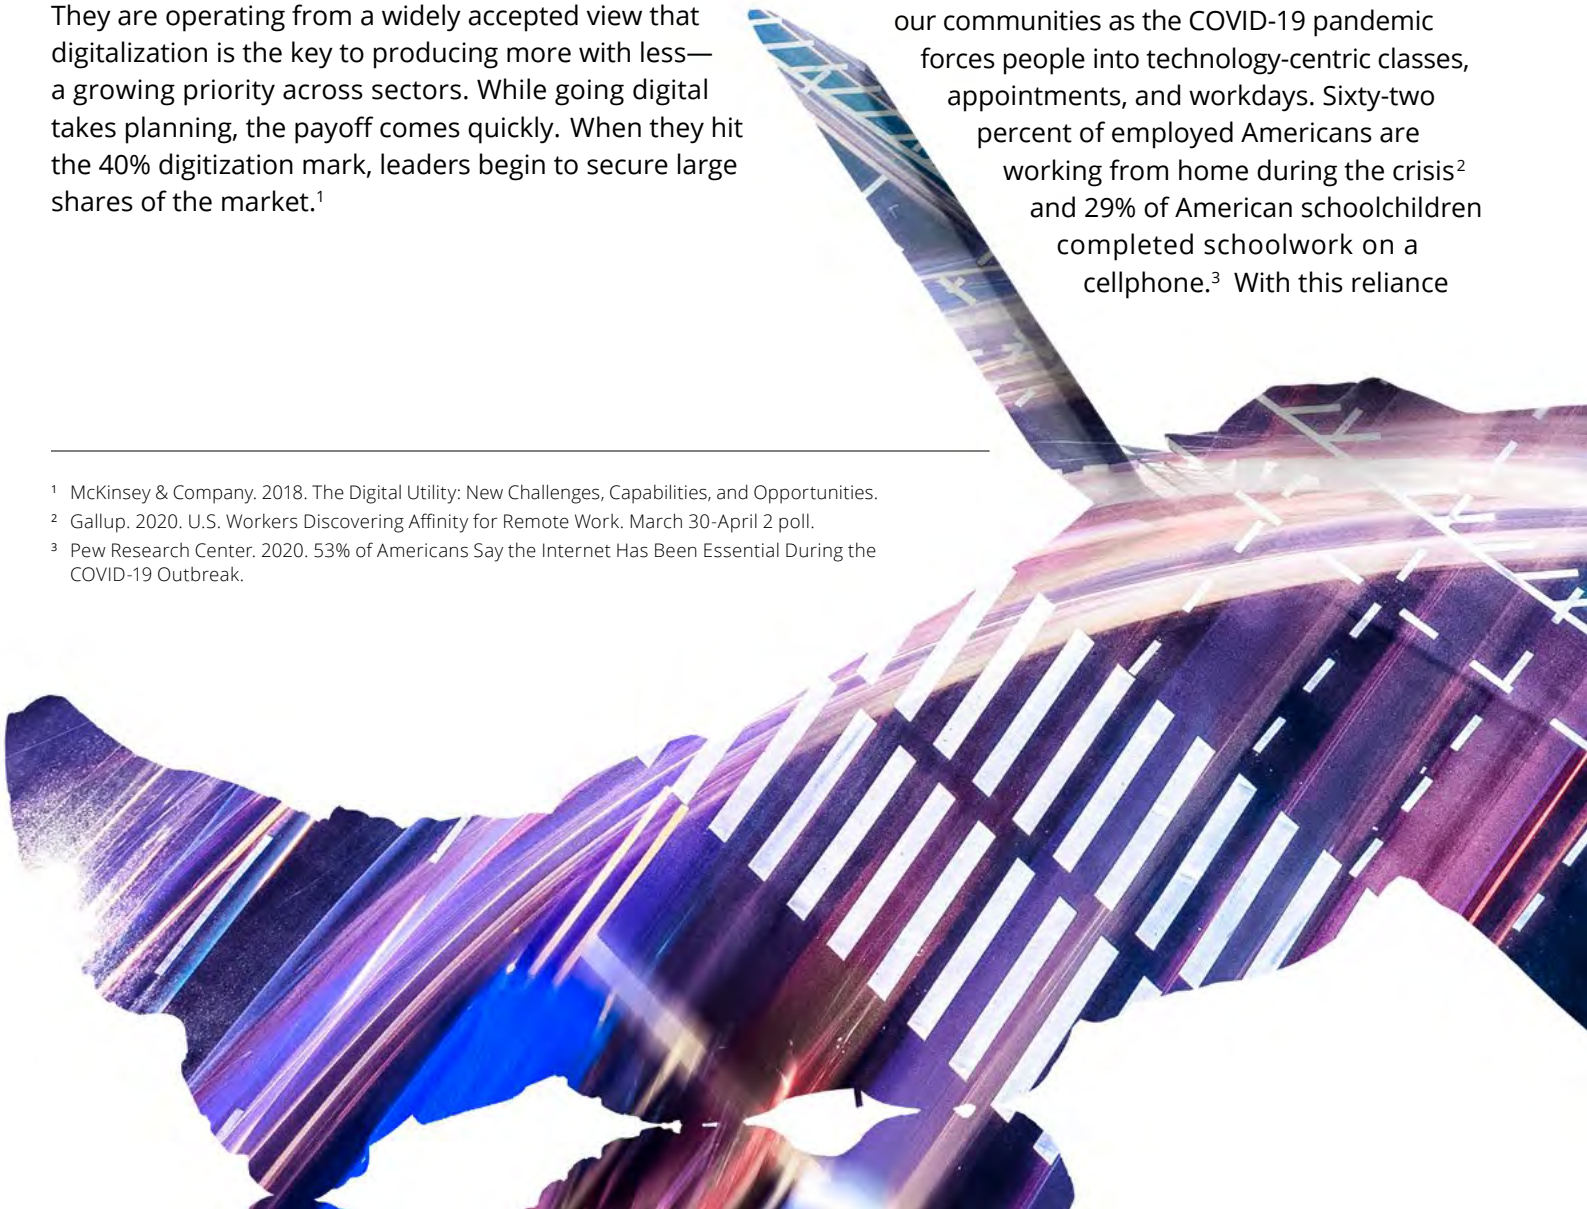 They are operating from a widely accepted view that
digitalization is the key to producing more with less—
a growing priority across sectors. While going digital
takes planning, the payoff comes quickly. When they hit
the 40% digitization mark, leaders begin to secure large
shares of the market.¹
our communities as the COVID-19 pandemic
forces people into technology-centric classes,
appointments, and workdays. Sixty-two
percent of employed Americans are
working from home during the crisis²
and 29% of American schoolchildren
completed schoolwork on a
cellphone.³ With this reliance
¹ McKinsey & Company. 2018. The Digital Utility: New Challenges, Capabilities, and Opportunities.
² Gallup. 2020. U.S. Workers Discovering Affinity for Remote Work. March 30-April 2 poll.
³ Pew Research Center. 2020. 53% of Americans Say the Internet Has Been Essential During the
COVID-19 Outbreak.